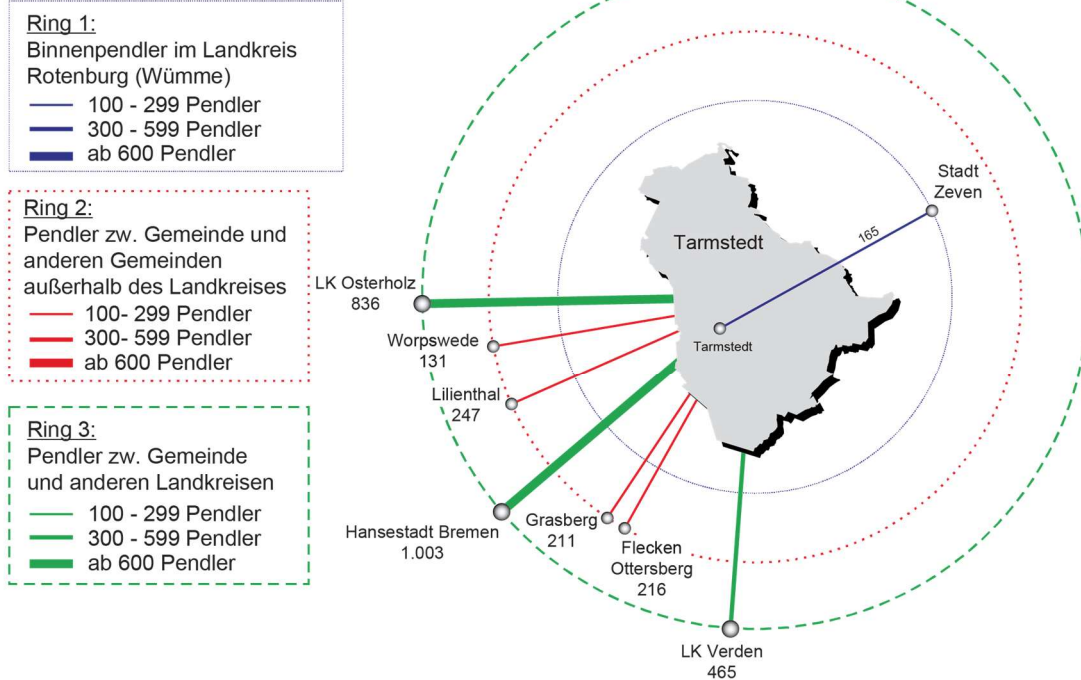 Ring 1:
Binnenpendler im Landkreis
Rotenburg (Wümme)
100 - 299 Pendler
300 - 599 Pendler
ab 600 Pendler
Ring 2:
Pendler zw. Gemeinde und
anderen Gemeinden
außerhalb des Landkreises
100- 299 Pendler
300- 599 Pendler
ab 600 Pendler
Ring 3:
Pendler zw. Gemeinde
und anderen Landkreisen
100 - 299 Pendler
300 - 599 Pendler
ab 600 Pendler
Stadt
Zeven
165
Tarmstedt
Tarmstedt
LK Osterholz
836
Worpswede
131
Lilienthal
247
Hansestadt Bremen
1.003
Grasberg
211
Flecken
Ottersberg
216
LK Verden
465